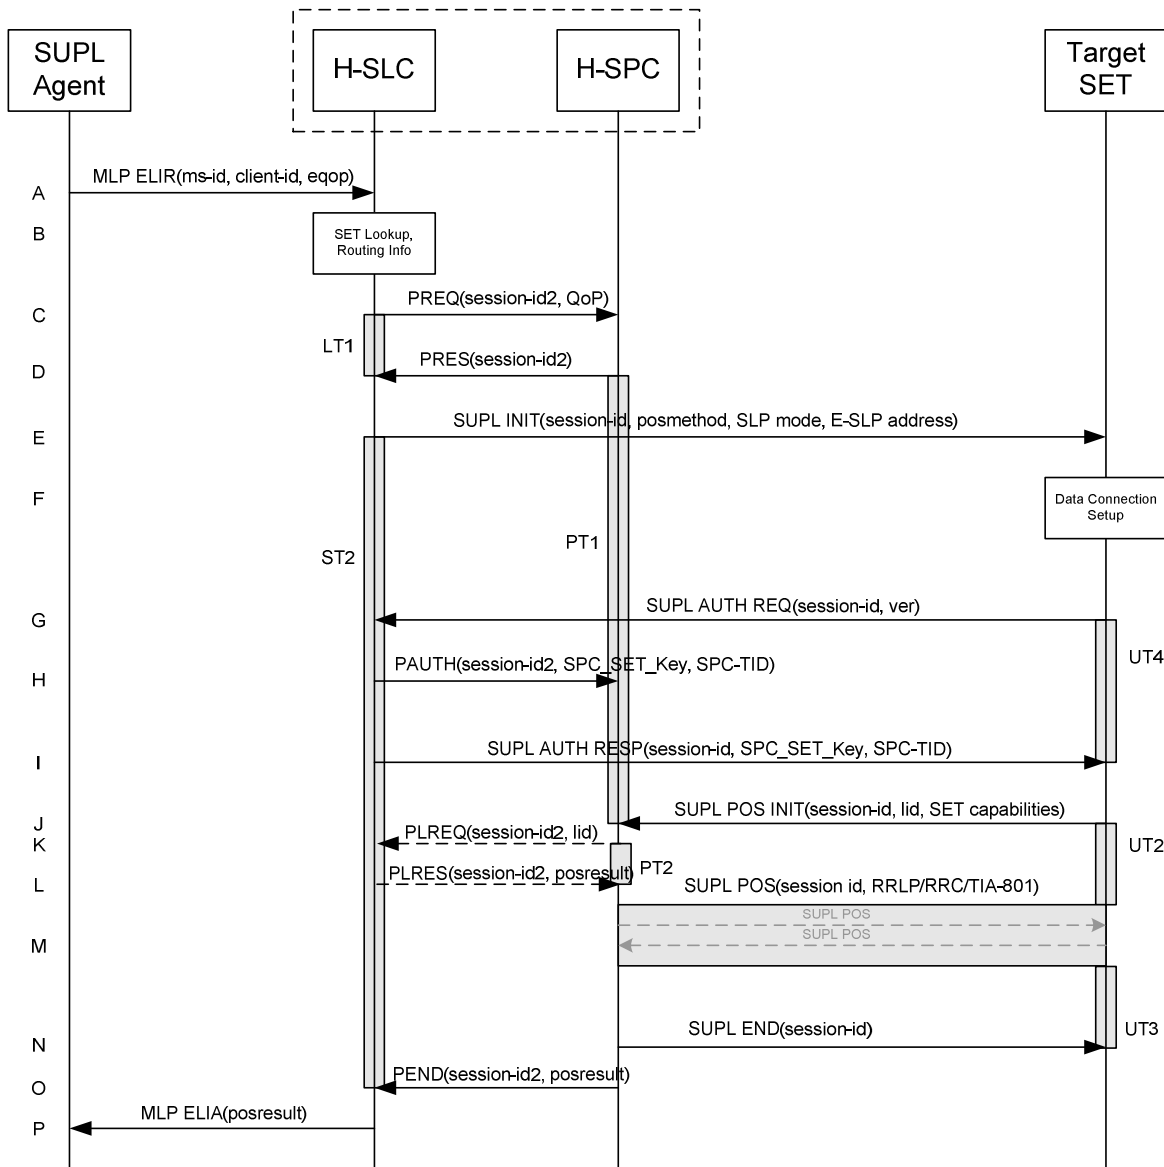 SUPL
Agent
H-SLC
H-SPC
Target
SET
A
MLP ELIR(ms-id, client-id, eqop)
B
SET Lookup,
Routing Info
C
PREQ(session-id2, QoP)
LT1
D
PRES(session-id2)
E
SUPL INIT(session-id, posmethod, SLP mode, E-SLP address)
F
Data Connection
Setup
ST2
PT1
G
SUPL AUTH REQ(session-id, ver)
UT4
H
PAUTH(session-id2, SPC_SET_Key, SPC-TID)
I
SUPL AUTH RESP(session-id, SPC_SET_Key, SPC-TID)
J
SUPL POS INIT(session-id, lid, SET capabilities)
K
PLREQ(session-id2, lid)
UT2
L
PLRES(session-id2, posresult)
PT2
SUPL POS(session id, RRLP/RRC/TIA-801)
SUPL POS
SUPL POS
M
N
SUPL END(session-id)
UT3
O
PEND(session-id2, posresult)
P
MLP ELIA(posresult)